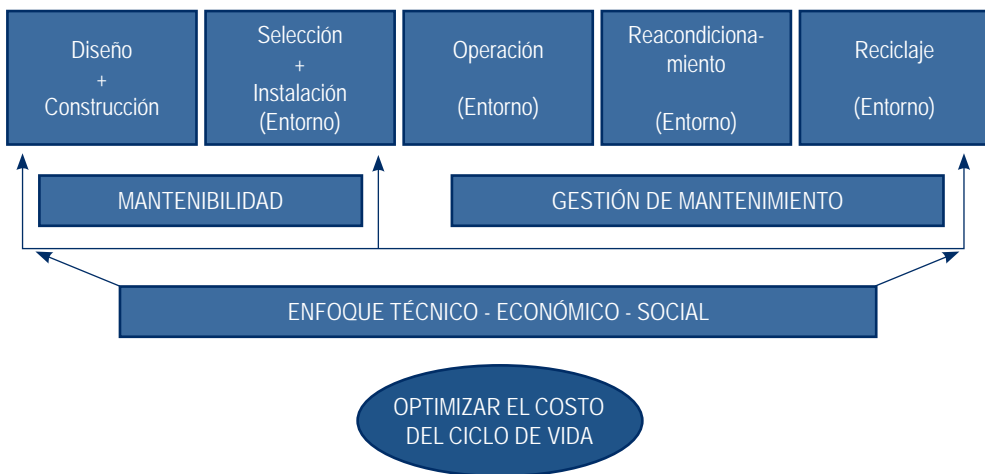 Diseño
+
Construcción
Selección
+
Instalación
(Entorno)
Operación
(Entorno)
Reacondiciona-
miento
(Entorno)
Reciclaje
(Entorno)
MANTENIBILIDAD
GESTIÓN DE MANTENIMIENTO
ENFOQUE TÉCNICO - ECONÓMICO - SOCIAL
OPTIMIZAR EL COSTO
DEL CICLO DE VIDA